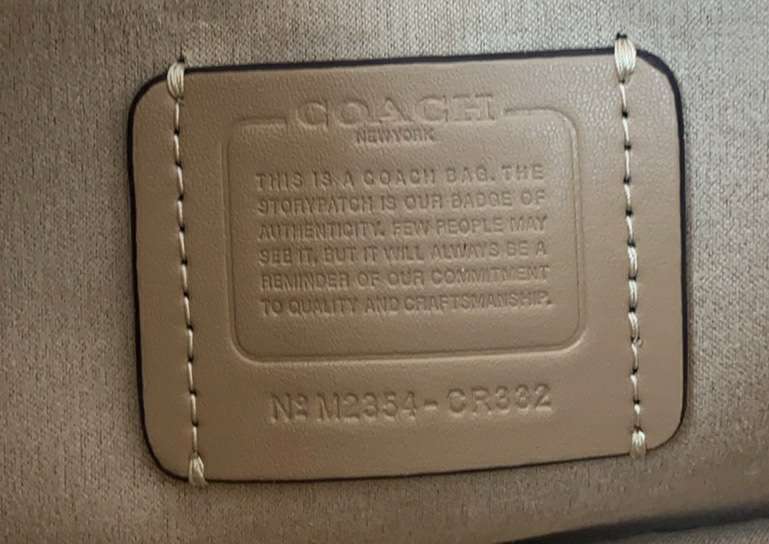 COACH
NEW YORK
THIS IS A COACH BAG. THE
STORYPATCH IS OUR BADGE OF
AUTHENTICITY. FEW PEOPLE MAY
SEE IT, BUT IT WILL ALWAYS BE A
REMINDER OF OUR COMMITMENT
TO QUALITY AND CRAFTSMANSHIP.
Nº M2354-CR332